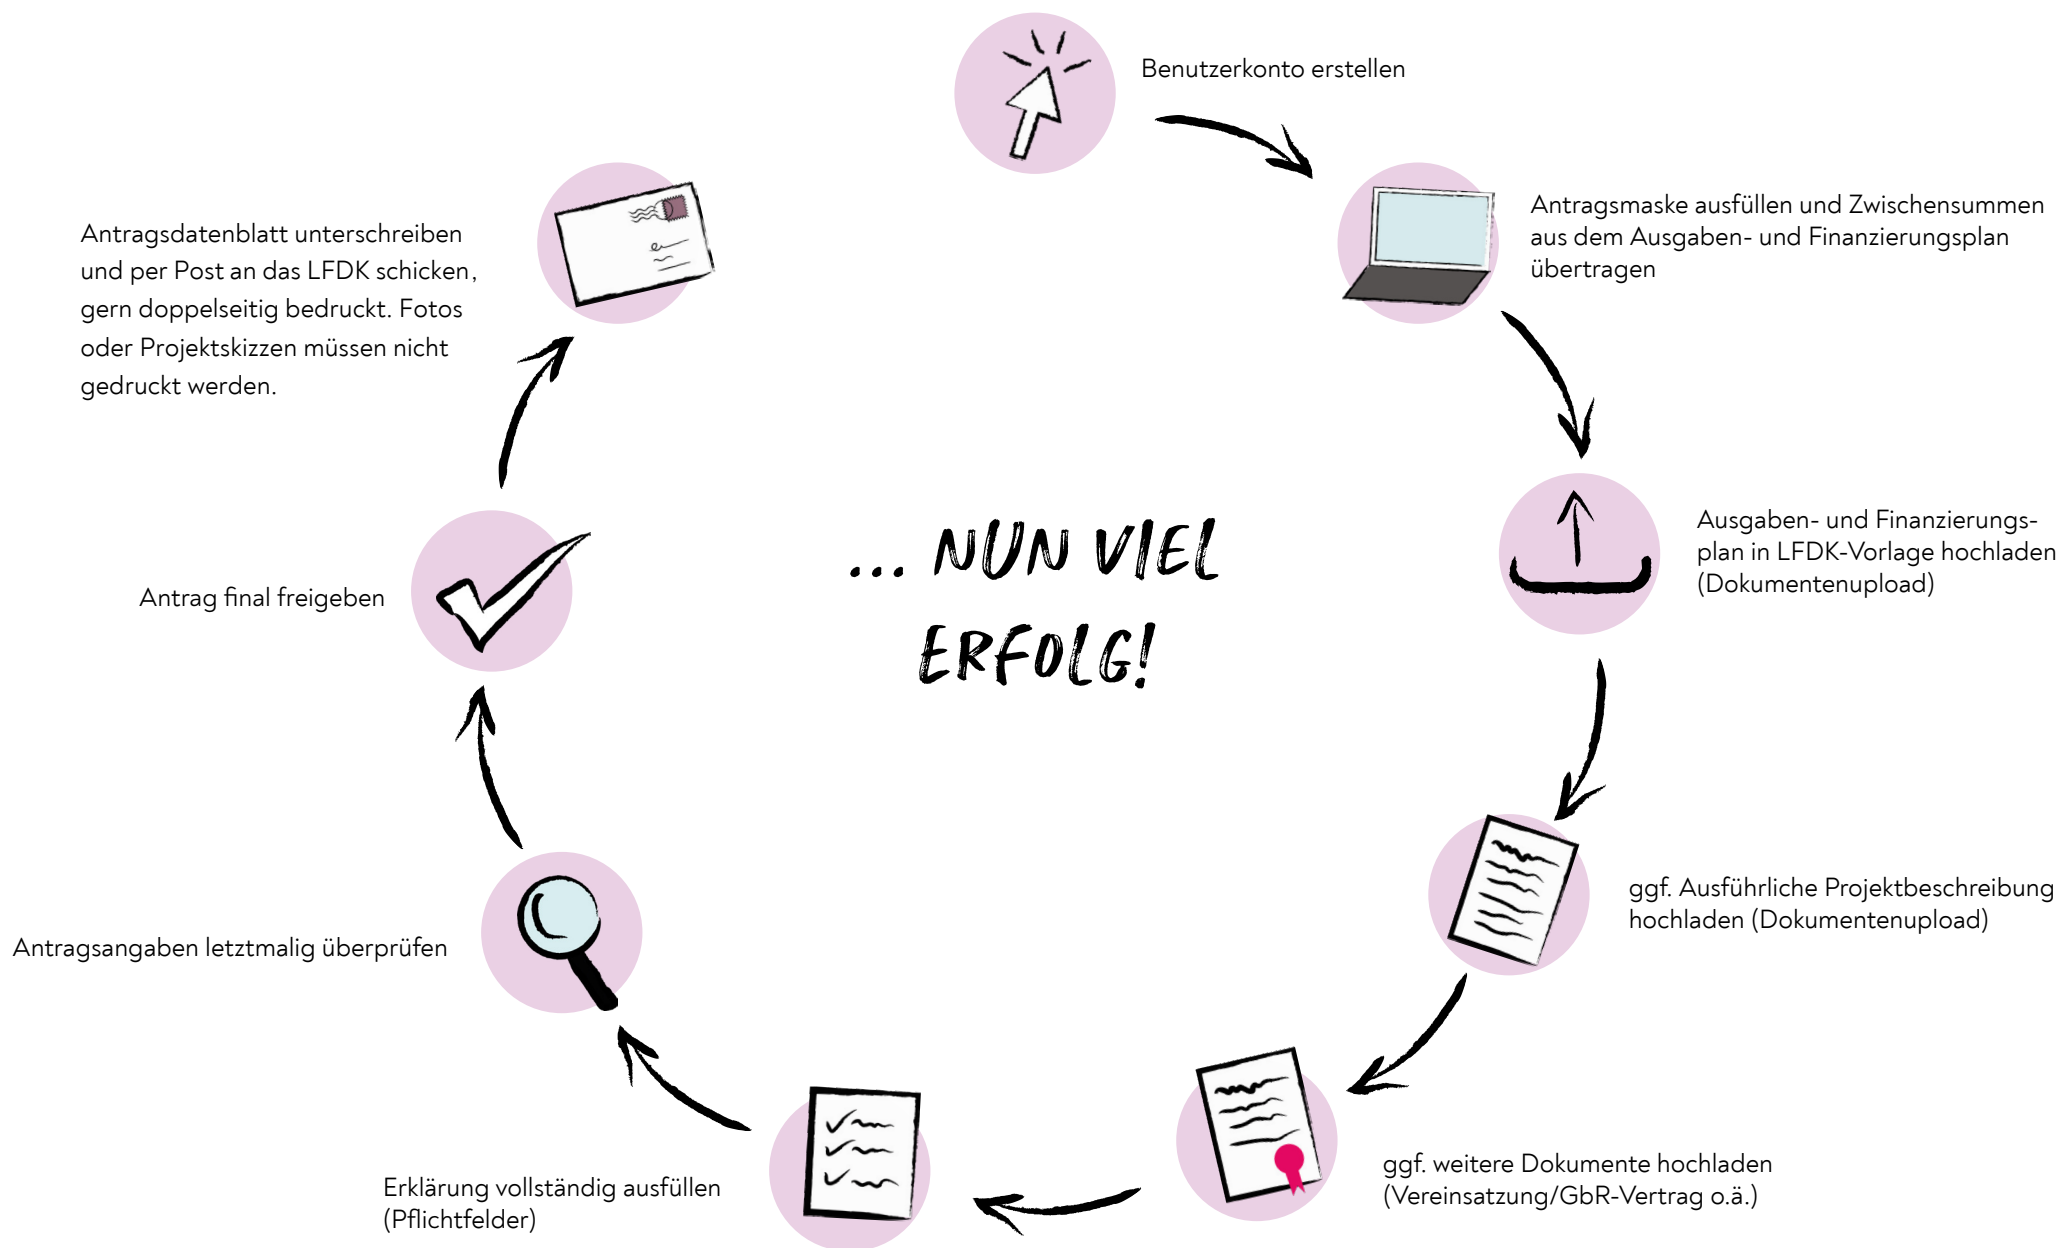 Benutzerkonto erstellen
Antragsmaske ausfüllen und Zwischensummen
aus dem Ausgaben- und Finanzierungsplan
übertragen
Ausgaben- und Finanzierungs-
plan in LFDK-Vorlage hochladen
(Dokumentenupload)
ggf. Ausführliche Projektbeschreibung
hochladen (Dokumentenupload)
ggf. weitere Dokumente hochladen
(Vereinsatzung/GbR-Vertrag o.ä.)
Erklärung vollständig ausfüllen
(Pflichtfelder)
Antragsangaben letztmalig überprüfen
Antrag final freigeben
Antragsdatenblatt unterschreiben
und per Post an das LFDK schicken,
gern doppelseitig bedruckt. Fotos
oder Projektskizzen müssen nicht
gedruckt werden.
... NUN VIEL
ERFOLG!